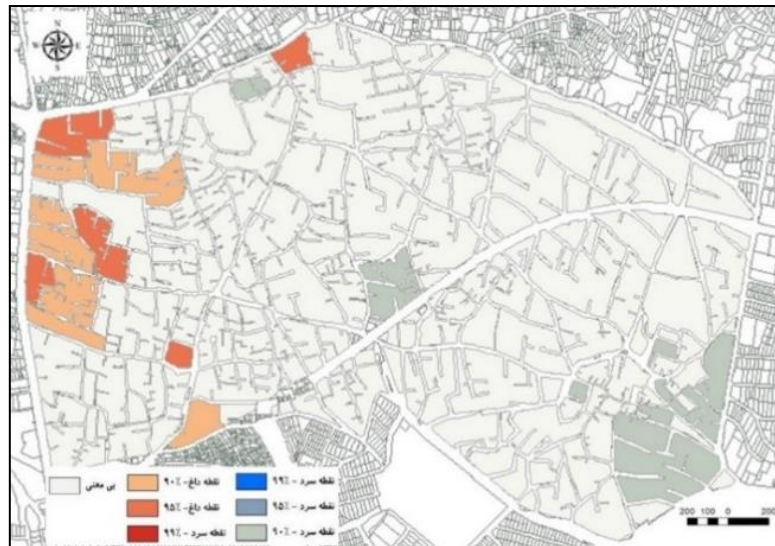 N
W E
S
نقطه سرد - ۹۹٪ نقطه داغ - ۹۰٪ بی معنی
نقطه سرد - ۹۵٪ نقطه داغ - ۹۵٪
نقطه سرد - ۹۰٪ نقطه سرد - ۹۹٪
200 100 0 200